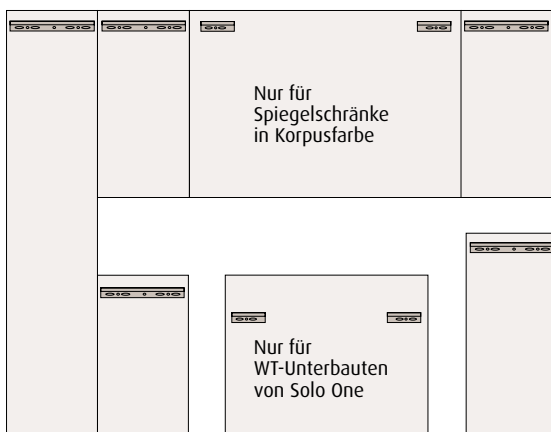 Nur für
Spiegelschränke
in Korpusfarbe
Nur für
WT-Unterbauten
von Solo One